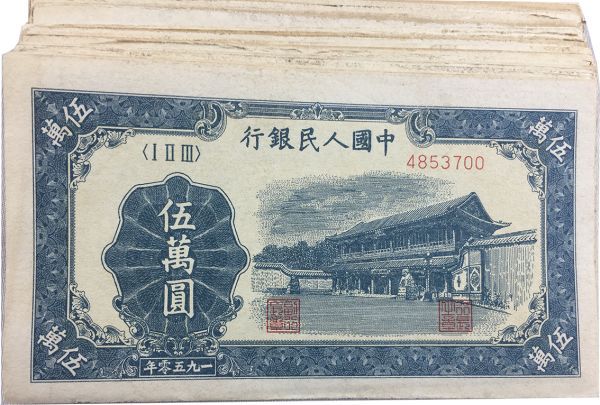 伍萬
伍萬
中國人民銀行
〈I II III〉
4853700
伍萬圓
伍萬
伍萬
一九五零年